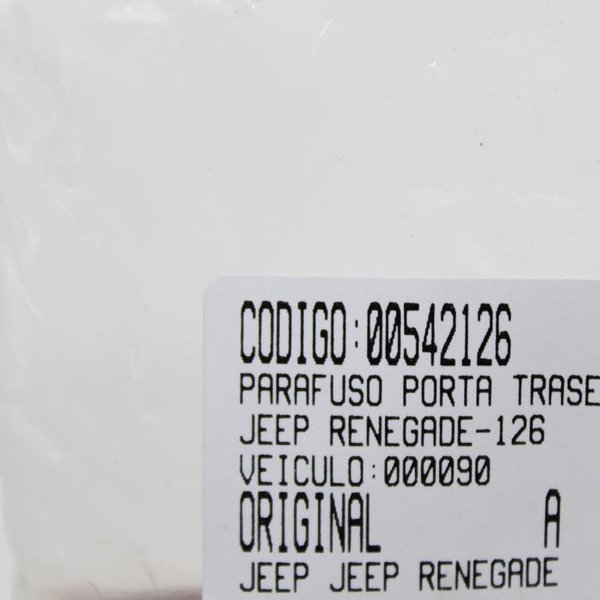 CODIGO:00542126
PARAFUSO PORTA TRASE
JEEP RENEGADE-126
VEICULO:000090
ORIGINAL A
JEEP JEEP RENEGADE